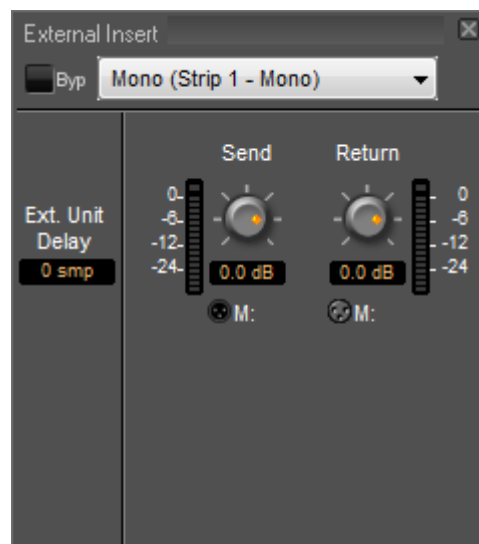 External Insert
Byp
Mono (Strip 1 - Mono)
Send Return
Ext. Unit
Delay
0 smp
0 0
-6 -6
-12 -12
-24 -24
0.0 dB 0.0 dB
M: M: